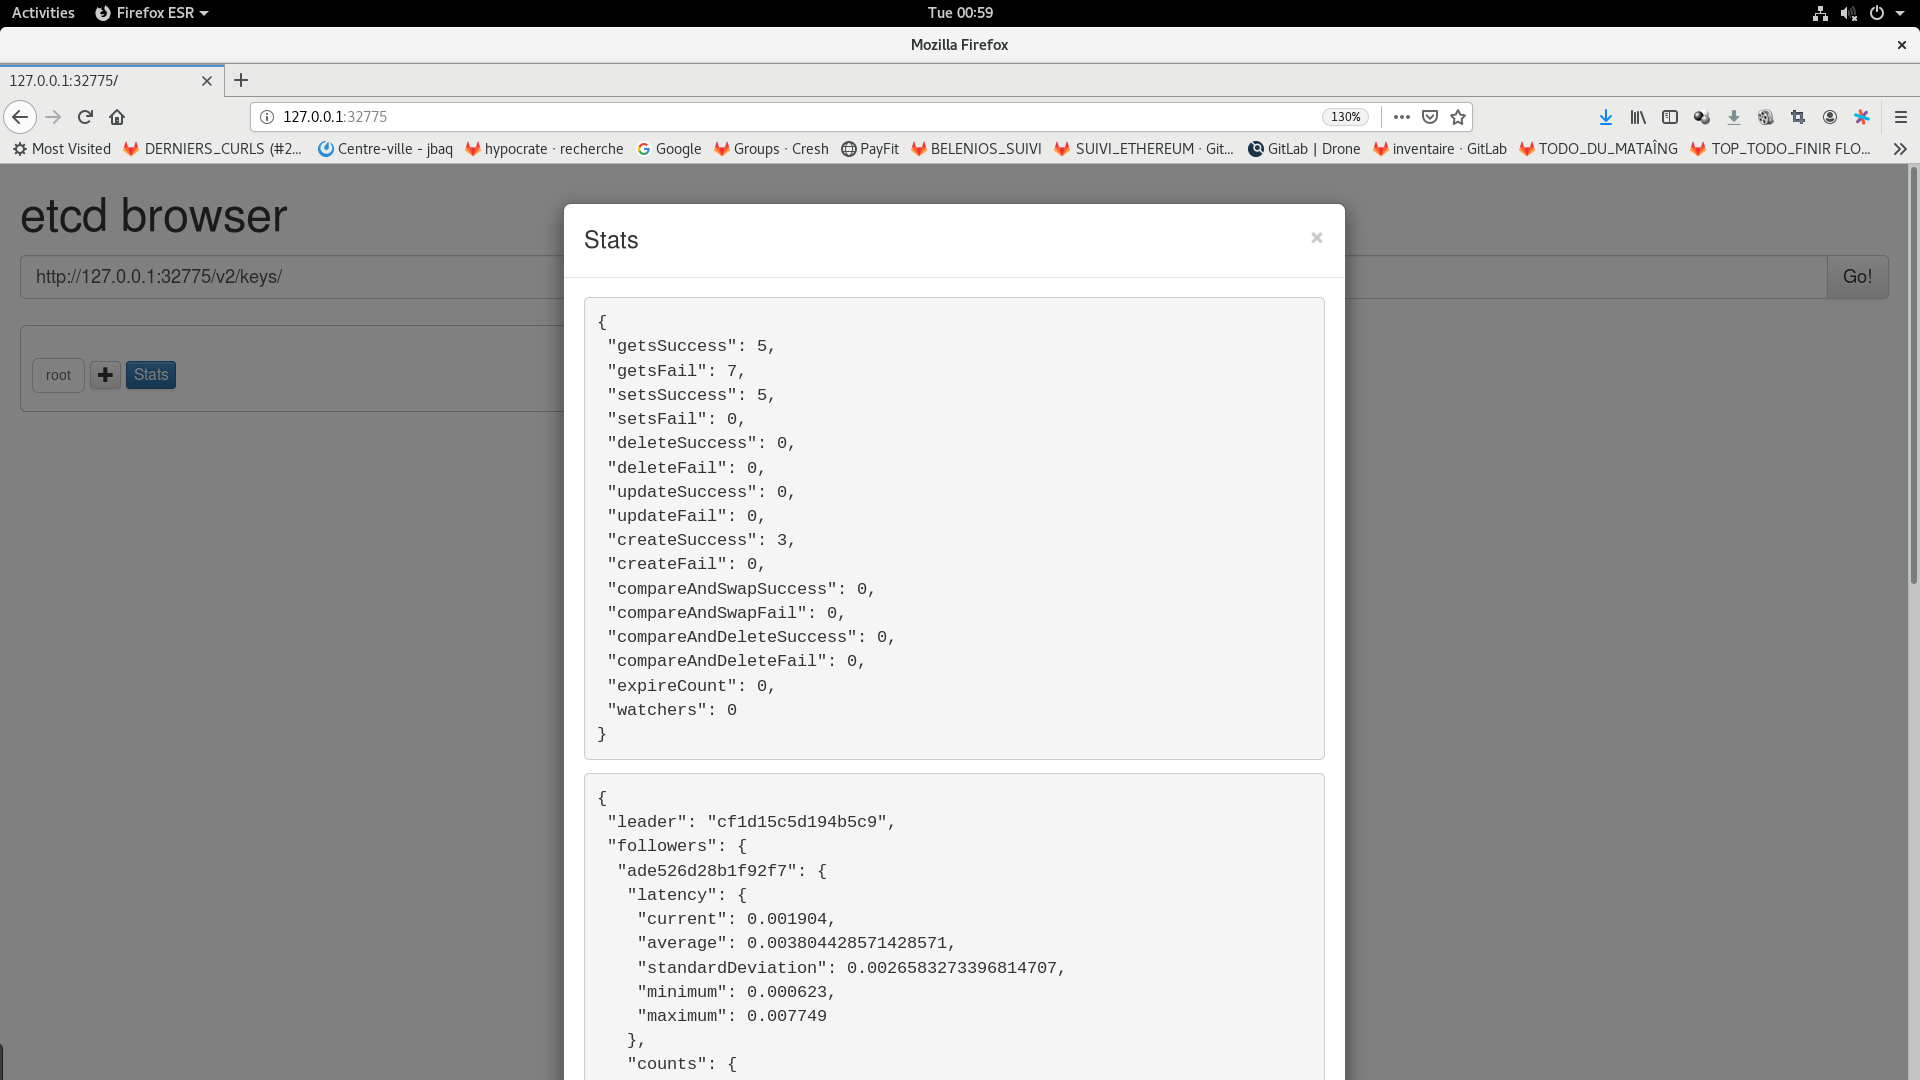 Activities Firefox ESR Tue 00:59
Mozilla Firefox
127.0.0.1:32775/
127.0.0.1:32775 130%
Most Visited DERNIERS_CURLS (#2... Centre-ville - jbaq hypocrate · recherche Google Groups · Cresh PayFit BELENIOS_SUIVI SUIVI_ETHEREUM · Git... GitLab | Drone inventaire · GitLab TODO_DU_MATAÎNG TOP_TODO_FINIR FLO...
etcd browser
http://127.0.0.1:32775/v2/keys/ Go!
root Stats
Stats ×
{
"getsSuccess": 5,
"getsFail": 7,
"setsSuccess": 5,
"setsFail": 0,
"deleteSuccess": 0,
"deleteFail": 0,
"updateSuccess": 0,
"updateFail": 0,
"createSuccess": 3,
"createFail": 0,
"compareAndSwapSuccess": 0,
"compareAndSwapFail": 0,
"compareAndDeleteSuccess": 0,
"compareAndDeleteFail": 0,
"expireCount": 0,
"watchers": 0
}
{
"leader": "cf1d15c5d194b5c9",
"followers": {
"ade526d28b1f92f7": {
"latency": {
"current": 0.001904,
"average": 0.003804428571428571,
"standardDeviation": 0.0026583273396814707,
"minimum": 0.000623,
"maximum": 0.007749
},
"counts": {